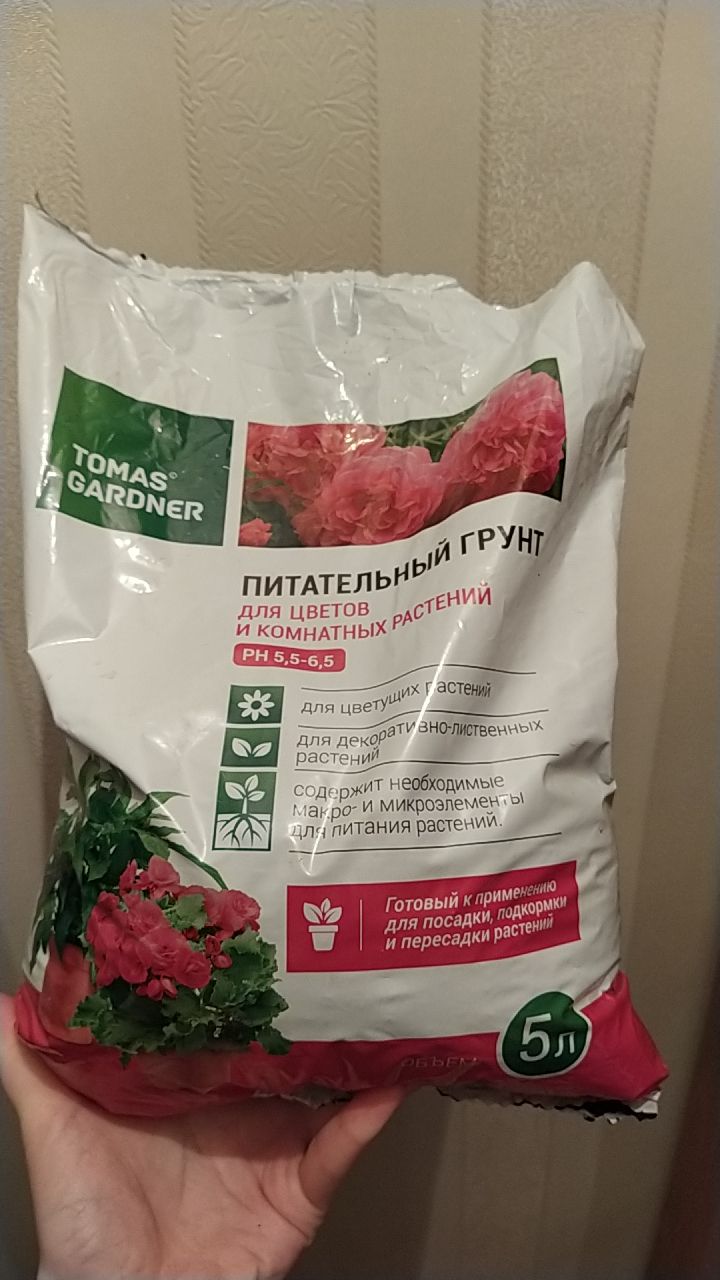 TOMAS©
GARDNER
ПИТАТЕЛЬНЫЙ ГРУНТ
ДЛЯ ЦВЕТОВ
И КОМНАТНЫХ РАСТЕНИЙ
PH 5,5-6,5
для цветущих растений
для декоративно-лиственных
растений
содержит необходимые
макро- и микроэлементы
для питания растений.
Готовый к применению
для посадки, подкормки
и пересадки растений
ОБЪЕМ
5л